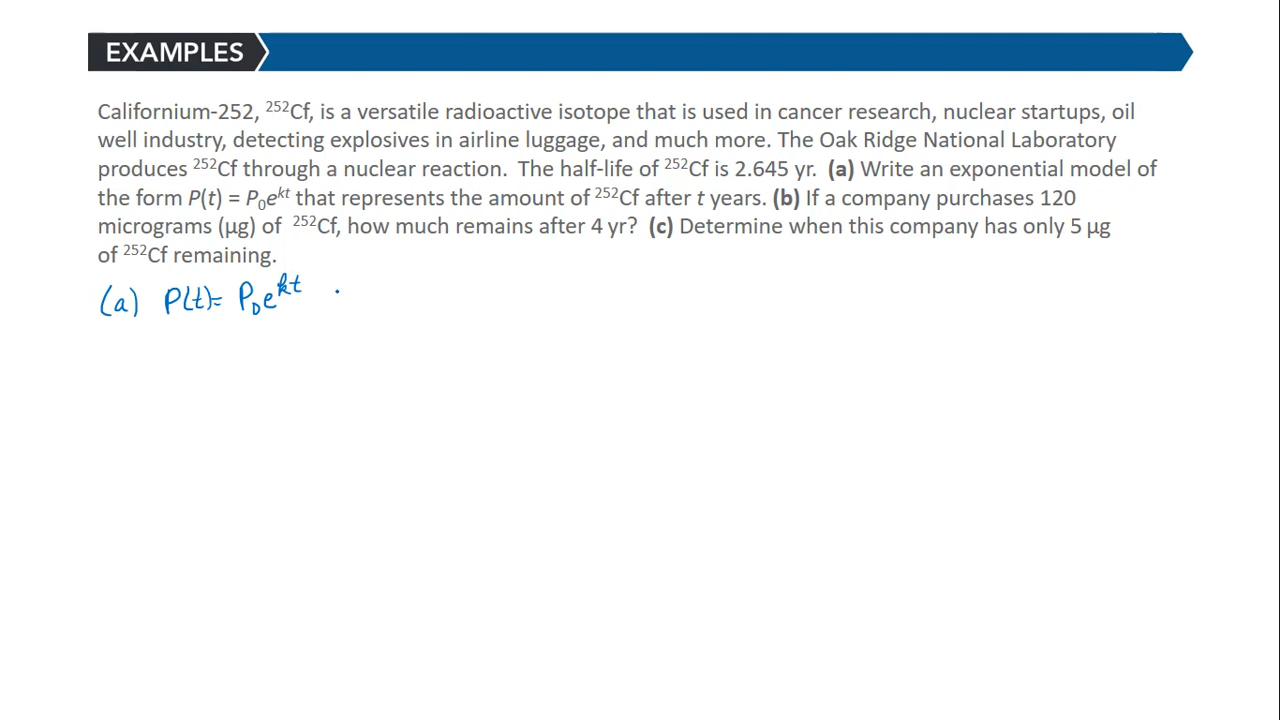 EXAMPLES
Californium-252, ²⁵²Cf, is a versatile radioactive isotope that is used in cancer research, nuclear startups, oil
well industry, detecting explosives in airline luggage, and much more. The Oak Ridge National Laboratory
produces ²⁵²Cf through a nuclear reaction. The half-life of ²⁵²Cf is 2.645 yr. (a) Write an exponential model of
the form P(t) = P₀eᵏᵗ that represents the amount of ²⁵²Cf after t years. (b) If a company purchases 120
micrograms (μg) of ²⁵²Cf, how much remains after 4 yr? (c) Determine when this company has only 5 μg
of ²⁵²Cf remaining.
(a) P(t)= P₀eᵏᵗ